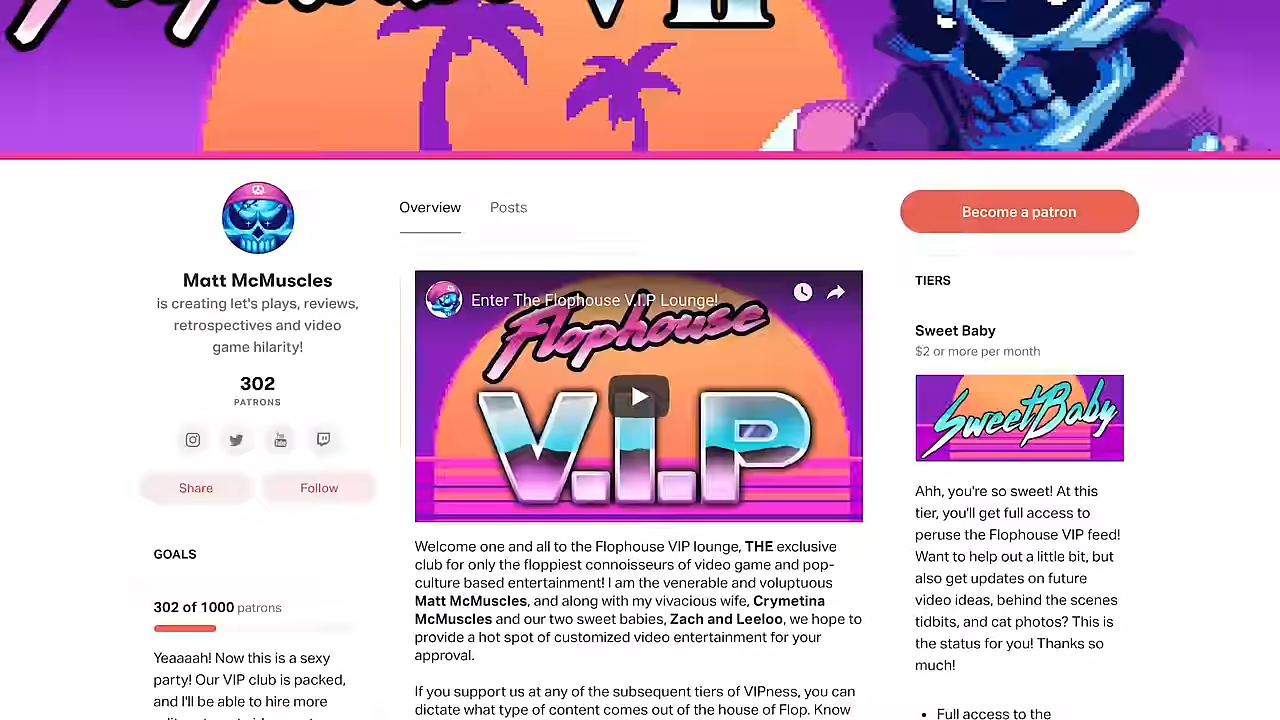 Flophouse VIP
Overview
Posts
Become a patron
Matt McMuscles
is creating let's plays, reviews,
retrospectives and video
game hilarity!
302
PATRONS
Share
Follow
GOALS
302 of 1000 patrons
Yeaaaah! Now this is a sexy
party! Our VIP club is packed,
and I'll be able to hire more
Enter The Flophouse V.I.P Lounge!
Flophouse
V.I.P
Welcome one and all to the Flophouse VIP lounge, THE exclusive
club for only the floppiest connoisseurs of video game and pop-
culture based entertainment! I am the venerable and voluptuous
Matt McMuscles, and along with my vivacious wife, Crymetina
McMuscles and our two sweet babies, Zach and Leeloo, we hope to
provide a hot spot of customized video entertainment for your
approval.
If you support us at any of the subsequent tiers of VIPness, you can
dictate what type of content comes out of the house of Flop. Know
TIERS
Sweet Baby
$2 or more per month
SweetBaby
Ahh, you're so sweet! At this
tier, you'll get full access to
peruse the Flophouse VIP feed!
Want to help out a little bit, but
also get updates on future
video ideas, behind the scenes
tidbits, and cat photos? This is
the status for you! Thanks so
much!
• Full access to the